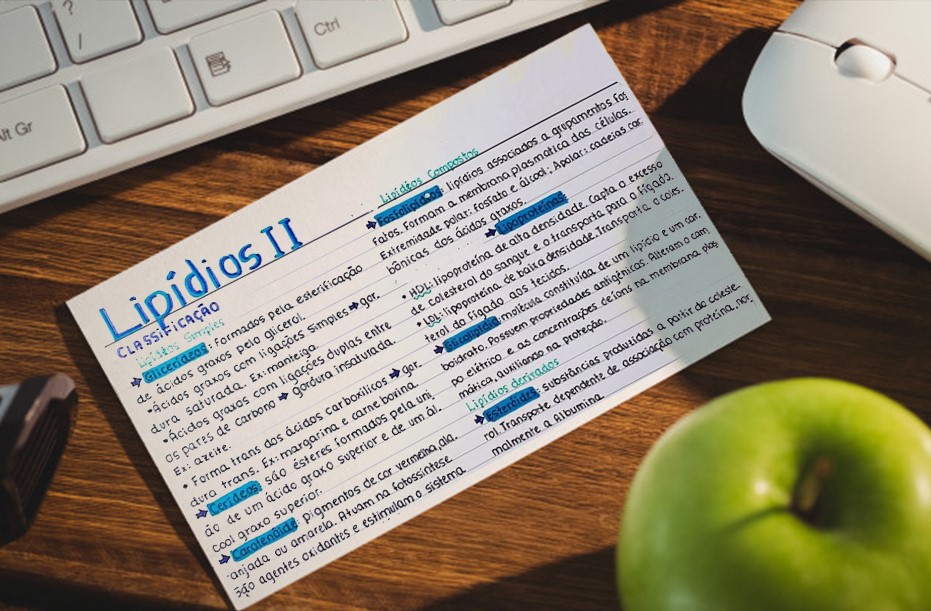 ?
/
;
Ctrl
Alt Gr
Lipídios II
CLASSIFICAÇÃO
Lipídios Simples
Glicerídeos: Formados pela esterificação
de ácidos graxos pelo glicerol.
•Ácidos graxos com ligações simples → gor.
dura saturada. Ex: manteiga.
•Ácidos graxos com ligações duplas entre
os pares de carbono → gordura insaturada.
Ex: azeite.
• Forma trans dos ácidos carboxílicos → gor.
dura trans. Ex: margarina e carne bovina.
→ Cerídeos: são ésteres formados pela uni
ão de um ácido graxo superior e de um ál.
cool graxo superior.
→ Carotenóide: pigmentos de cor vermelha, ala.
anjada ou amarela. Atuam na fotossíntese
são agentes oxidantes e estimulam o sistema
Lipídeos Compostos
→ Fosfolipídios: lipídios associados a grupamentos fos
fatos. Formam a membrana plasmática das células.
Extremidade polar: fosfato e álcool; Apolar: cadeias car
bônicas dos ácidos graxos.
→ Lipoproteínas
• HDL: lipoproteína de alta densidade. Capta o excesso
de colesterol do sangue e o transporta para o fígado.
• LDL: lipoproteína de baixa densidade. Transporta o coles.
terol do fígado aos tecidos.
→ Glicolipídio: molécula constituída de um lipício e um car.
boidrato. Possuem propriedades antigênicas. Alteram o cam
po elétrico e as concentrações de íons na membrana plas
mática, auxiliando na proteção.
Lipídios derivados
→ Esteróides: substâncias produzidas a partir do coleste.
rol. Transporte dependente de associação com proteína, nor,
malmente a Albumina.